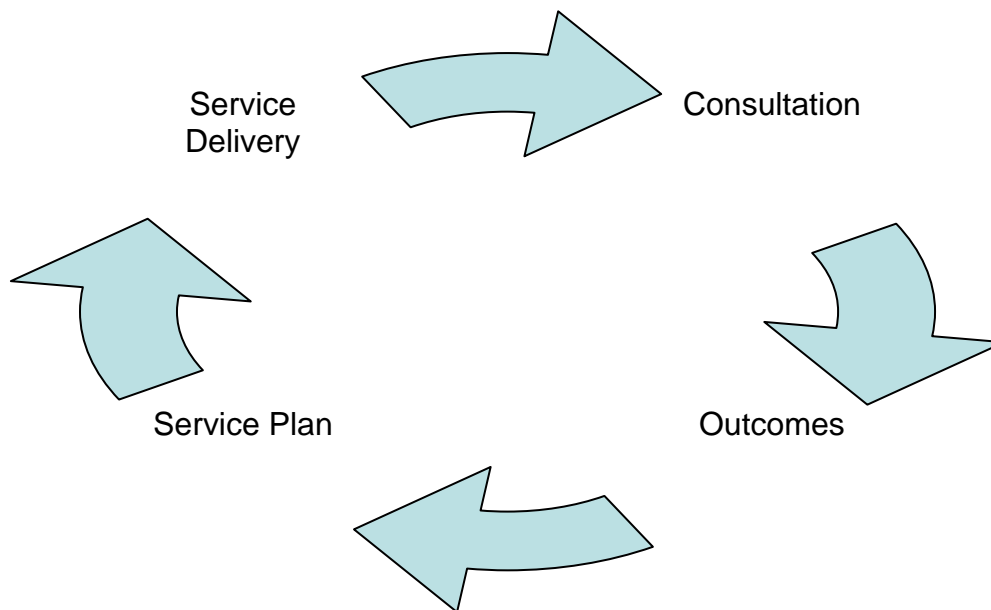 Service
Delivery
Consultation
Service Plan
Outcomes